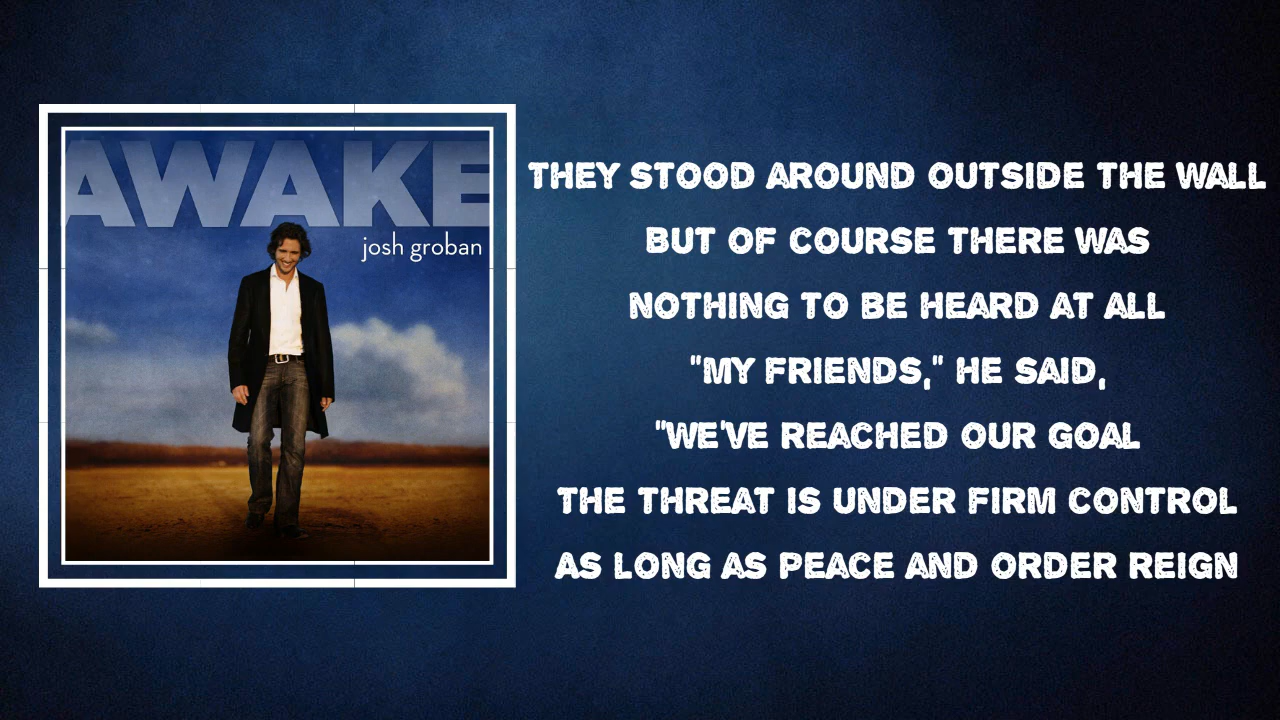 AWAKE
josh groban
THEY STOOD AROUND OUTSIDE THE WALL
BUT OF COURSE THERE WAS
NOTHING TO BE HEARD AT ALL
"MY FRIENDS," HE SAID,
"WE'VE REACHED OUR GOAL
THE THREAT IS UNDER FIRM CONTROL
AS LONG AS PEACE AND ORDER REIGN